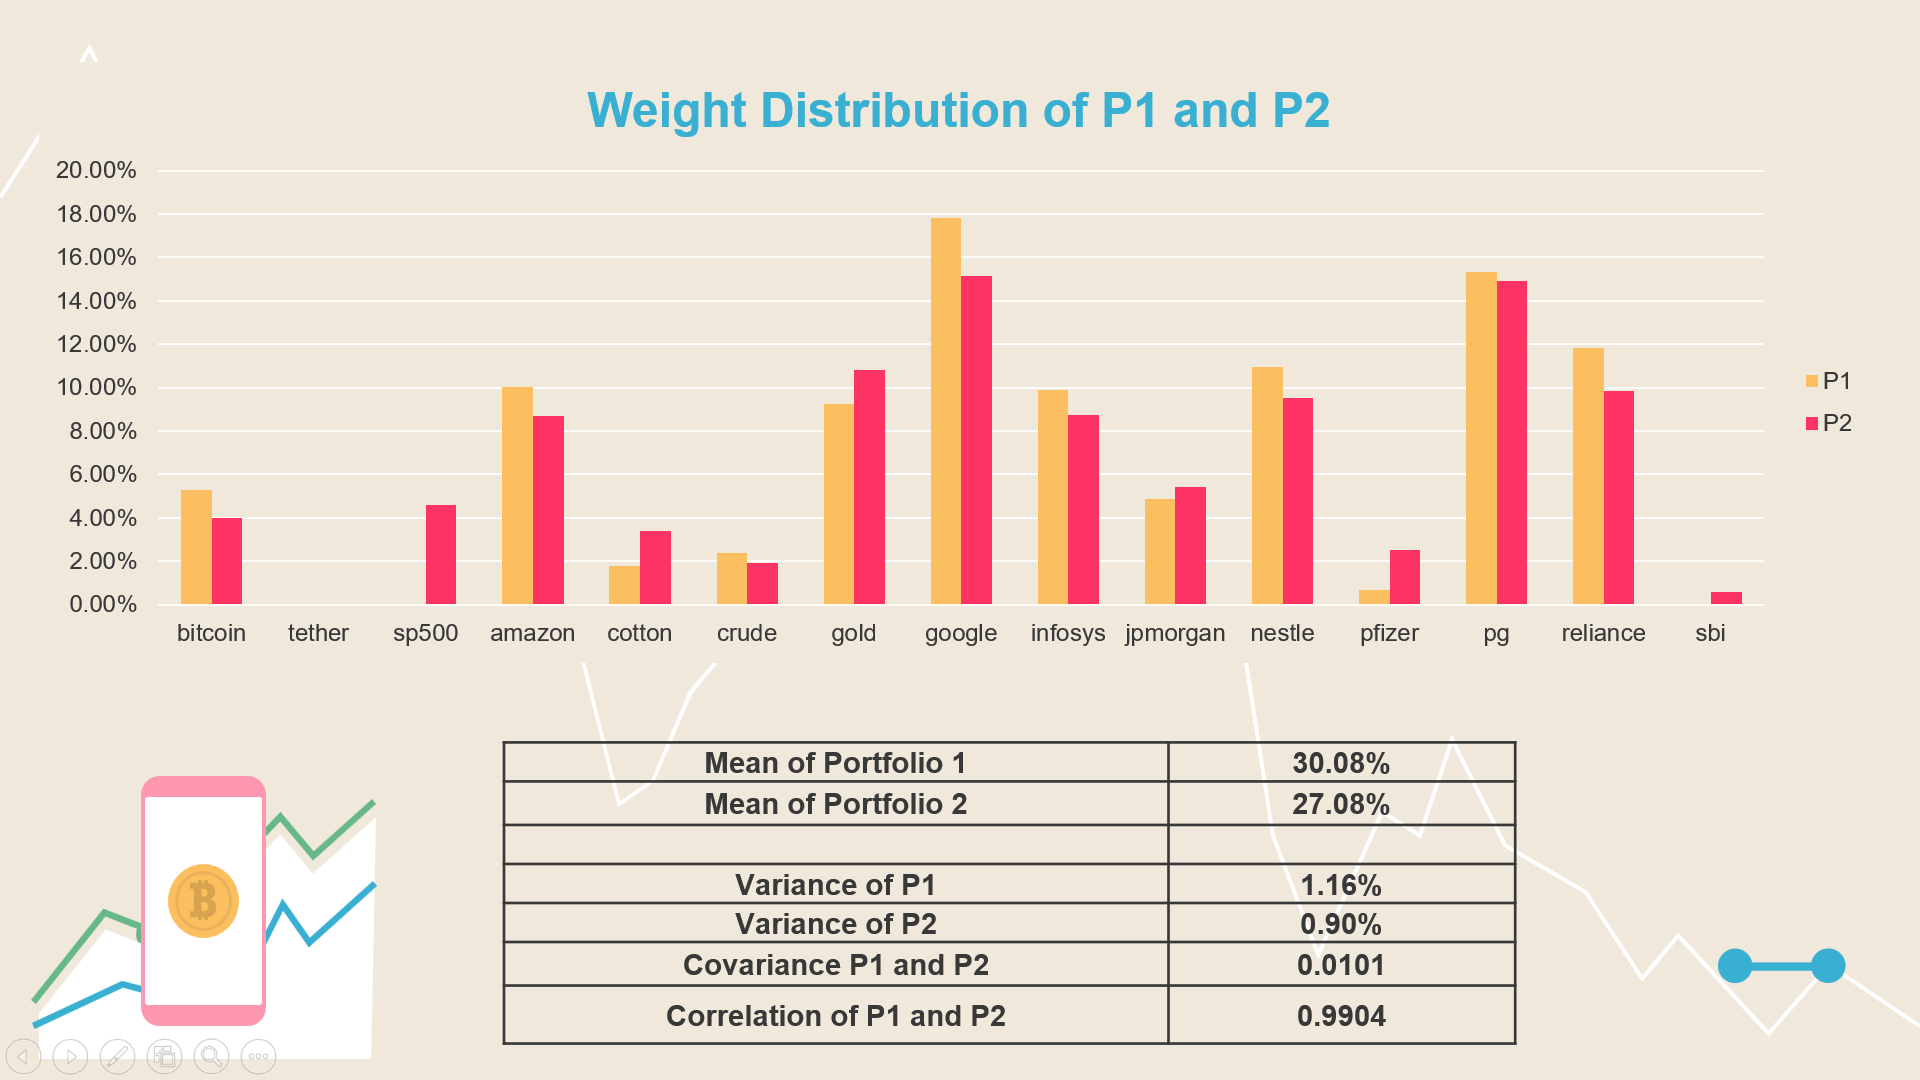 Weight Distribution of P1 and P2
20.00%
18.00%
16.00%
14.00%
12.00%
10.00%
8.00%
6.00%
4.00%
2.00%
0.00%
bitcoin tether sp500 amazon cotton crude gold google infosys jpmorgan nestle pfizer pg reliance sbi
P1
P2
Mean of Portfolio 1 30.08%
Mean of Portfolio 2 27.08%
Variance of P1 1.16%
Variance of P2 0.90%
Covariance P1 and P2 0.0101
Correlation of P1 and P2 0.9904